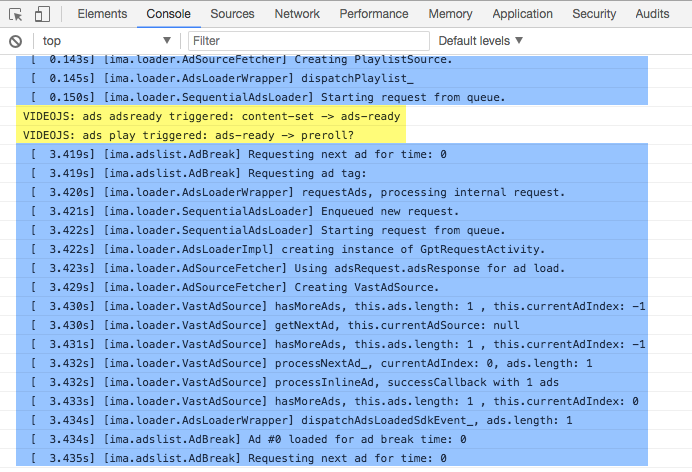 Elements Console Sources Network Performance Memory Application Security Audits
top ▼ Filter Default levels ▼
[  0.143s] [ima.loader.AdSourceFetcher] Creating PlaylistSource.
[  0.145s] [ima.loader.AdsLoaderWrapper] dispatchPlaylist_
[  0.150s] [ima.loader.SequentialAdsLoader] Starting request from queue.
VIDEOJS: ads adsready triggered: content-set -> ads-ready
VIDEOJS: ads play triggered: ads-ready -> preroll?
[  3.419s] [ima.adslist.AdBreak] Requesting next ad for time: 0
[  3.419s] [ima.adslist.AdBreak] Requesting ad tag:
[  3.420s] [ima.loader.AdsLoaderWrapper] requestAds, processing internal request.
[  3.421s] [ima.loader.SequentialAdsLoader] Enqueued new request.
[  3.422s] [ima.loader.SequentialAdsLoader] Starting request from queue.
[  3.422s] [ima.loader.AdsLoaderImpl] creating instance of GptRequestActivity.
[  3.423s] [ima.loader.AdSourceFetcher] Using adsRequest.adsResponse for ad load.
[  3.429s] [ima.loader.AdSourceFetcher] Creating VastAdSource.
[  3.430s] [ima.loader.VastAdSource] hasMoreAds, this.ads.length: 1 , this.currentAdIndex: -1
[  3.430s] [ima.loader.VastAdSource] getNextAd, this.currentAdSource: null
[  3.431s] [ima.loader.VastAdSource] hasMoreAds, this.ads.length: 1 , this.currentAdIndex: -1
[  3.432s] [ima.loader.VastAdSource] processNextAd_, currentAdIndex: 0, ads.length: 1
[  3.432s] [ima.loader.VastAdSource] processInlineAd, successCallback with 1 ads
[  3.433s] [ima.loader.VastAdSource] hasMoreAds, this.ads.length: 1 , this.currentAdIndex: 0
[  3.434s] [ima.loader.AdsLoaderWrapper] dispatchAdsLoadedSdkEvent_, ads.length: 1
[  3.434s] [ima.adslist.AdBreak] Ad #0 loaded for ad break time: 0
[  3.435s] [ima.adslist.AdBreak] Requesting next ad for time: 0